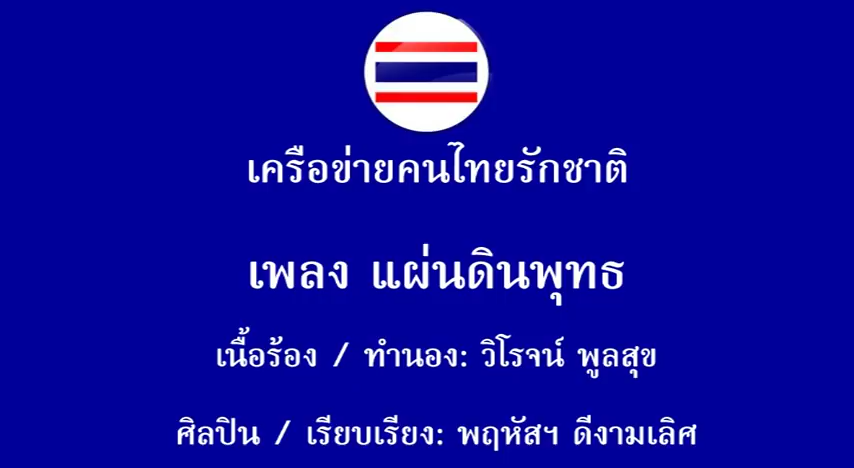 เครือข่ายคนไทยรักชาติ
เพลง แผ่นดินพุทธ
เนื้อร้อง / ทำนอง: วิโรจน์ พูลสุข
ศิลปิน / เรียบเรียง: พฤหัสฯ ดีงามเลิศ